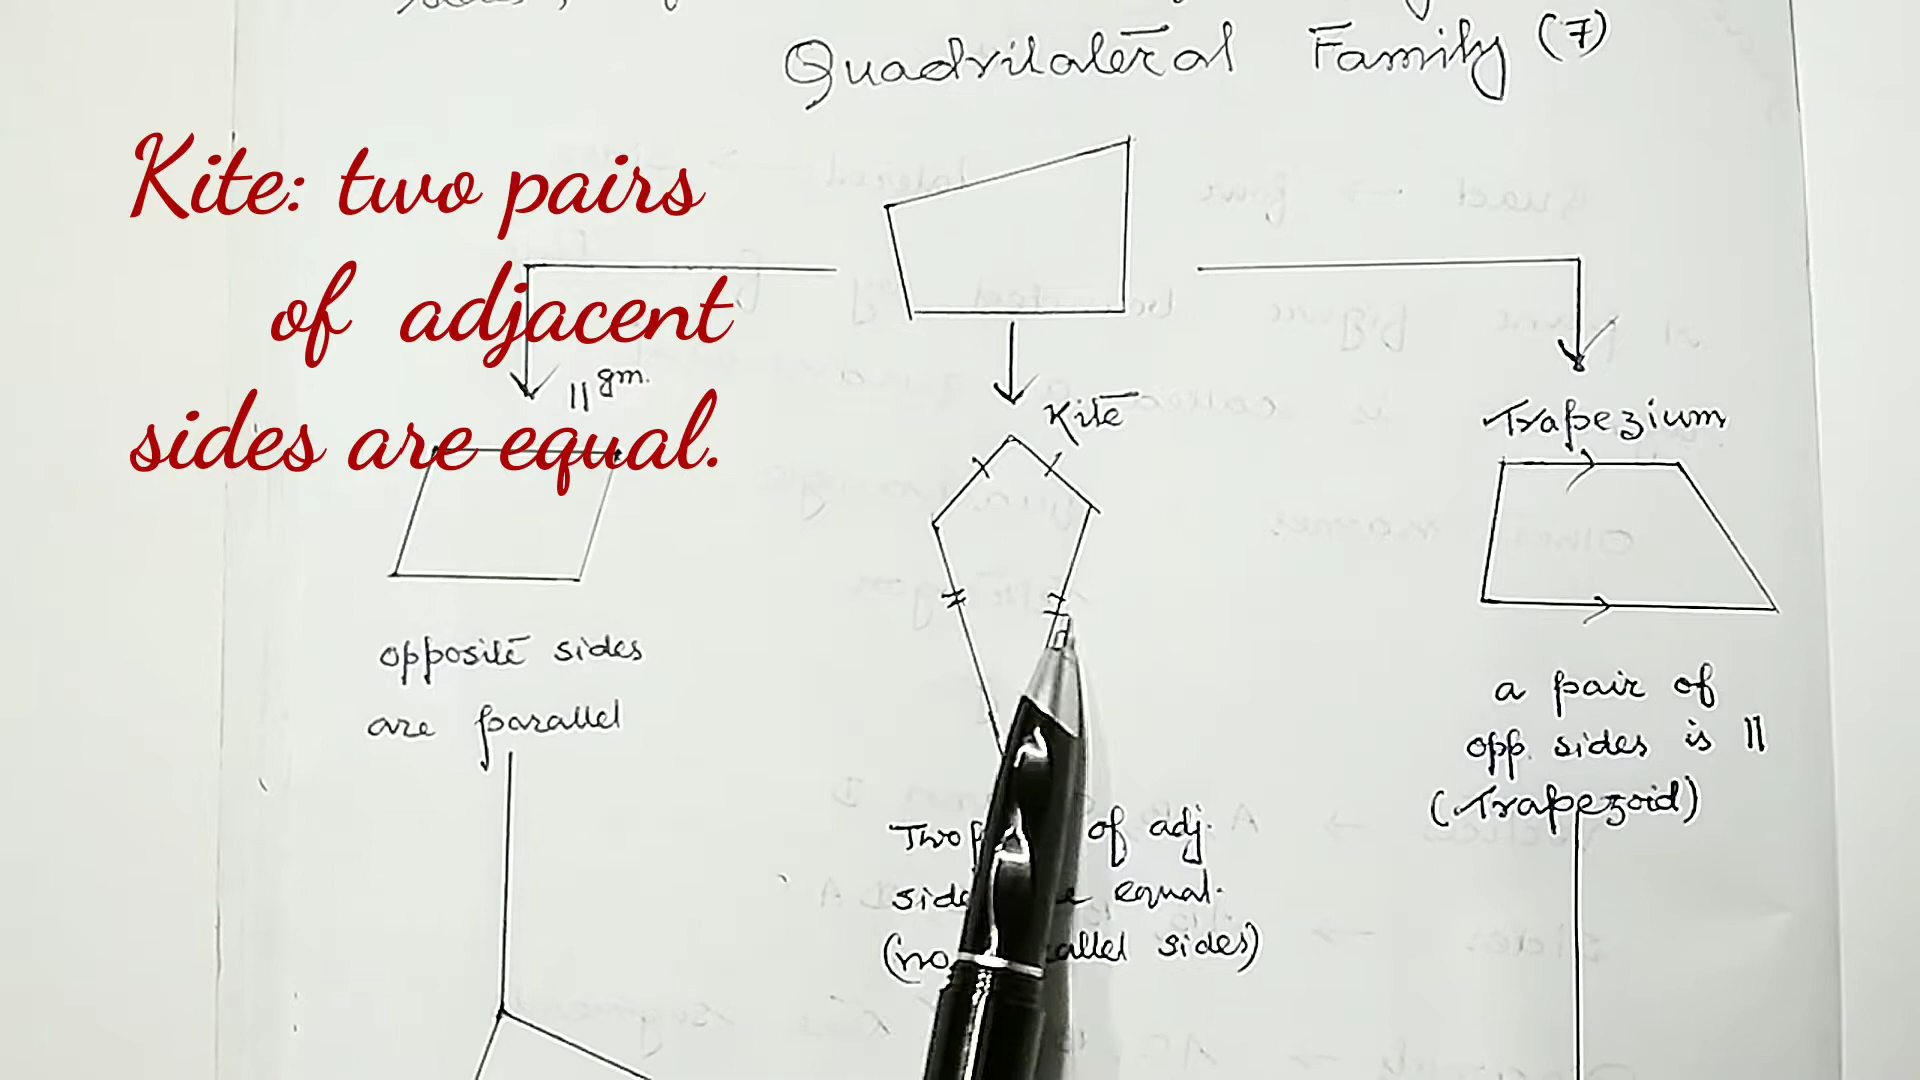 Quadrilateral Family (7)
Kite: two pairs
of adjacent
sides are equal.
|| gm.
Kite
Trapezium
opposite sides
are parallel
Two of adj.
equal.
(no sides)
a pair of
opp. sides is ||
(Trapezoid)